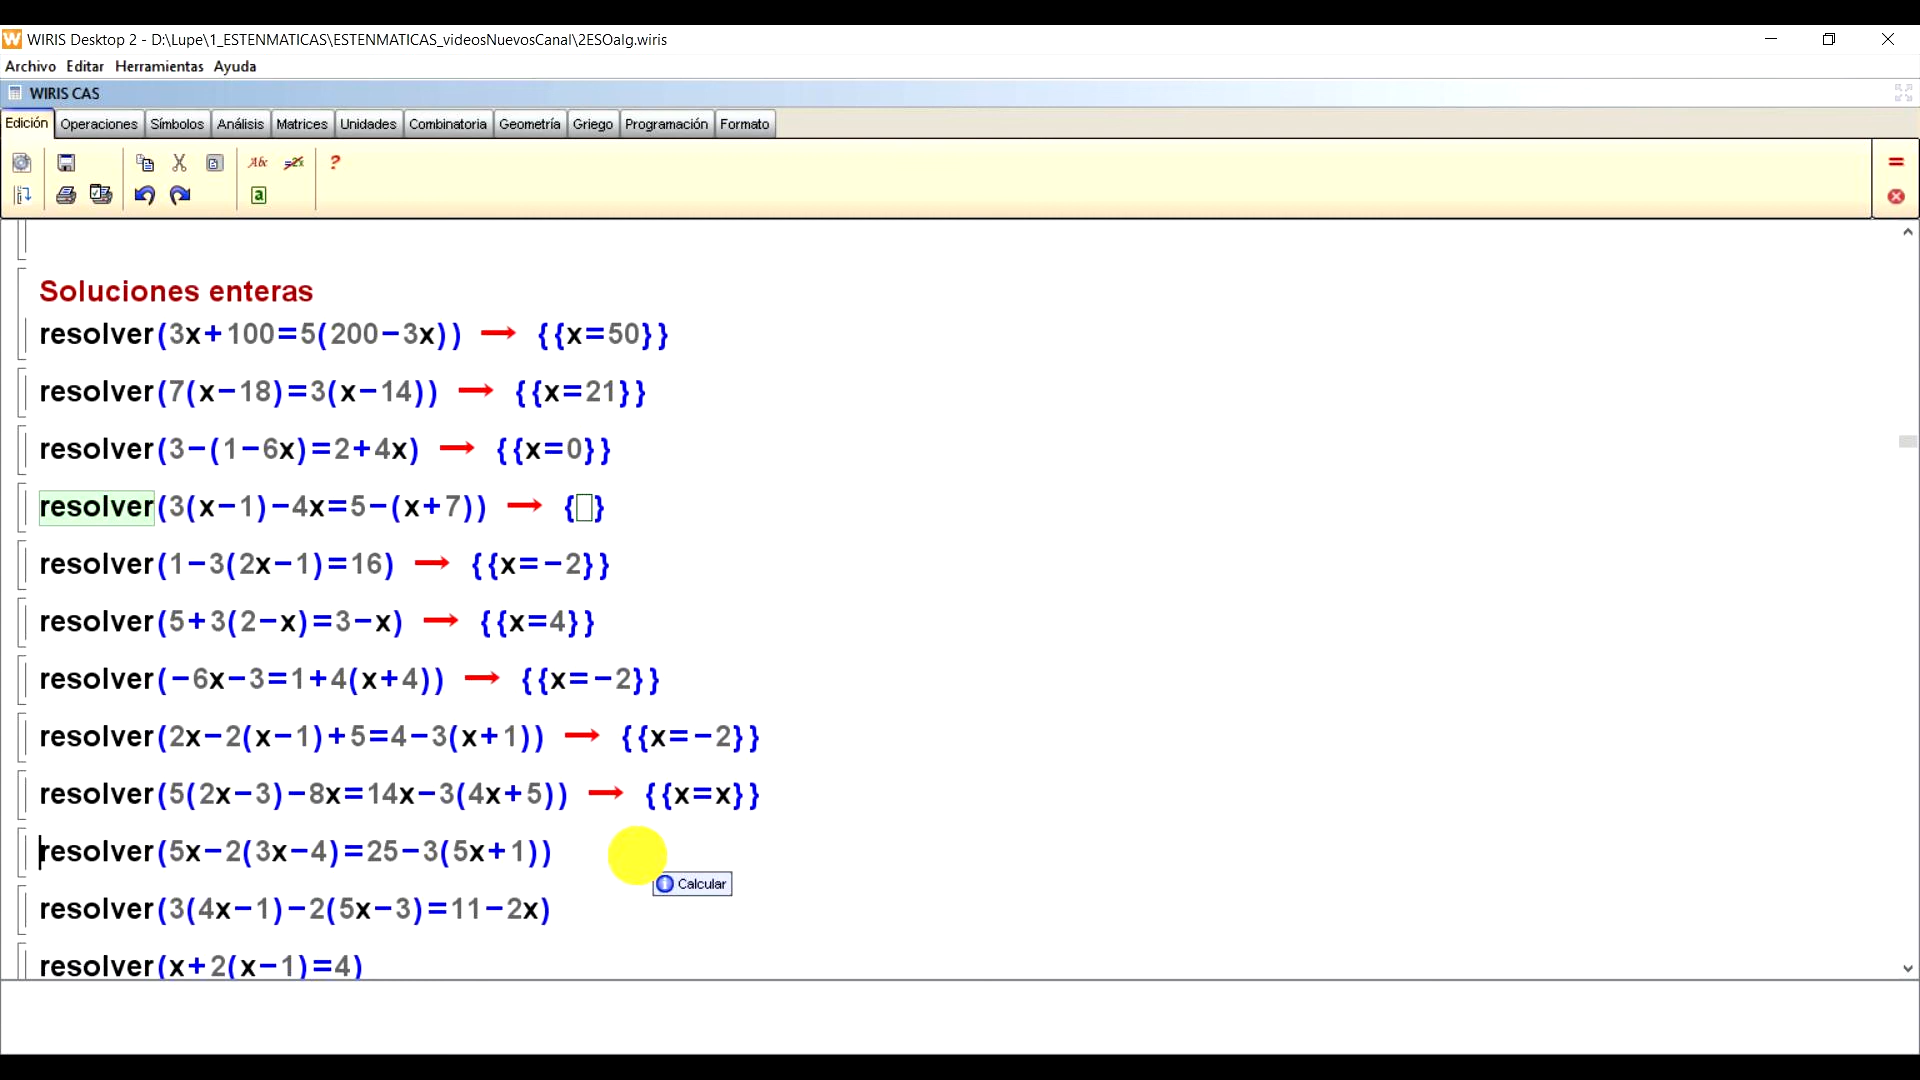 WIRIS Desktop 2 - D:\Lupe\1_ESTENMATICAS\ESTENMATICAS_videosNuevosCanal\2ESOalg.wiris
Archivo Editar Herramientas Ayuda
WIRIS CAS
Edición Operaciones Símbolos Análisis Matrices Unidades Combinatoria Geometría Griego Programación Formato
Soluciones enteras
resolver(3x+100=5(200-3x)) → {{x=50}}
resolver(7(x-18)=3(x-14)) → {{x=21}}
resolver(3-(1-6x)=2+4x) → {{x=0}}
resolver(3(x-1)-4x=5-(x+7)) → {□}
resolver(1-3(2x-1)=16) → {{x=-2}}
resolver(5+3(2-x)=3-x) → {{x=4}}
resolver(-6x-3=1+4(x+4)) → {{x=-2}}
resolver(2x-2(x-1)+5=4-3(x+1)) → {{x=-2}}
resolver(5(2x-3)-8x=14x-3(4x+5)) → {{x=x}}
resolver(5x-2(3x-4)=25-3(5x+1))
Calcular
resolver(3(4x-1)-2(5x-3)=11-2x)
resolver(x+2(x-1)=4)